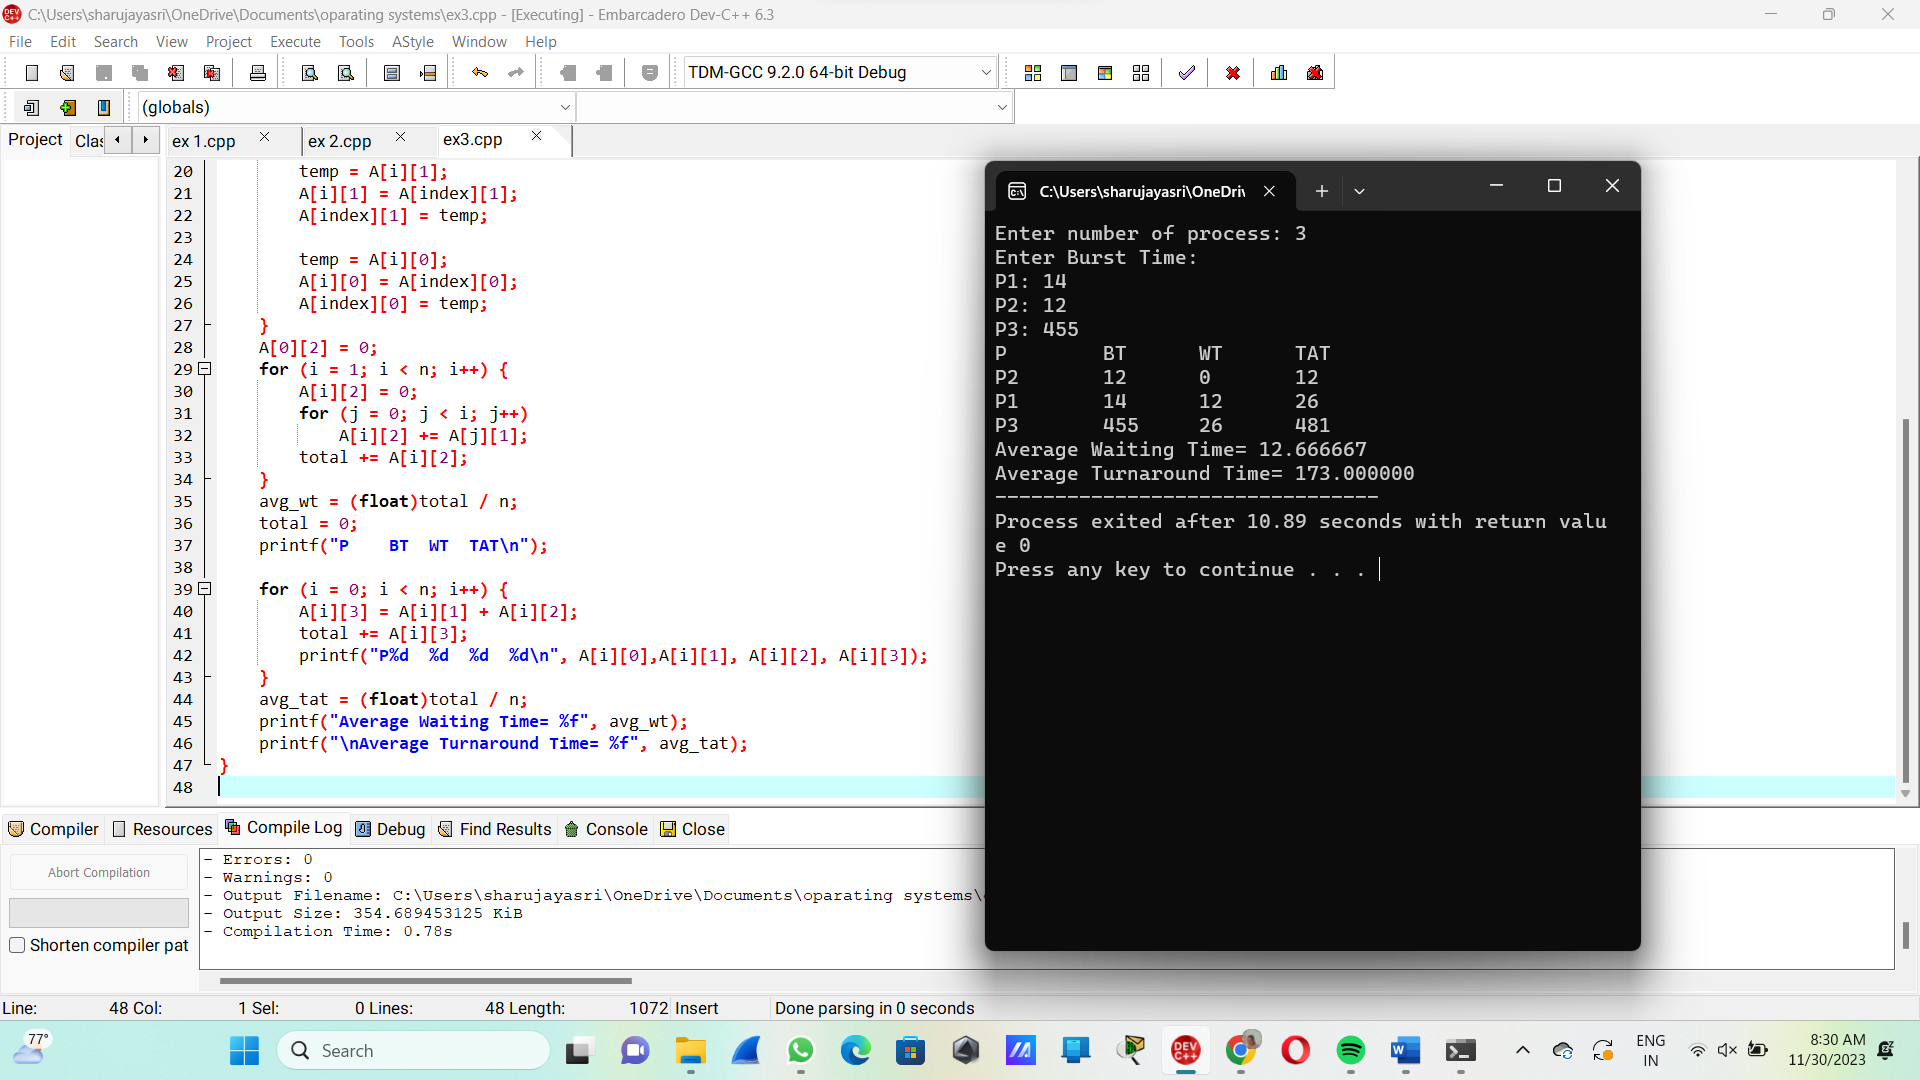 C:\Users\sharujayasri\OneDrive\Documents\oparating systems\ex3.cpp - [Executing] - Embarcadero Dev-C++ 6.3
File Edit Search View Project Execute Tools AStyle Window Help
TDM-GCC 9.2.0 64-bit Debug
(globals)
Project Clas ex 1.cpp ex 2.cpp ex3.cpp
20 temp = A[i][1];
21 A[i][1] = A[index][1];
22 A[index][1] = temp;
23
24 temp = A[i][0];
25 A[i][0] = A[index][0];
26 A[index][0] = temp;
27 }
28 A[0][2] = 0;
29 for (i = 1; i < n; i++) {
30 A[i][2] = 0;
31 for (j = 0; j < i; j++)
32 A[i][2] += A[j][1];
33 total += A[i][2];
34 }
35 avg_wt = (float)total / n;
36 total = 0;
37 printf("P    BT  WT  TAT\n");
38
39 for (i = 0; i < n; i++) {
40 A[i][3] = A[i][1] + A[i][2];
41 total += A[i][3];
42 printf("P%d  %d  %d  %d\n", A[i][0],A[i][1], A[i][2], A[i][3]);
43 }
44 avg_tat = (float)total / n;
45 printf("Average Waiting Time= %f", avg_wt);
46 printf("\nAverage Turnaround Time= %f", avg_tat);
47 }
48
C:\Users\sharujayasri\OneDri
Enter number of process: 3
Enter Burst Time:
P1: 14
P2: 12
P3: 455
P BT WT TAT
P2 12 0 12
P1 14 12 26
P3 455 26 481
Average Waiting Time= 12.666667
Average Turnaround Time= 173.000000
--------------------------------
Process exited after 10.89 seconds with return valu
e 0
Press any key to continue . . .
Compiler Resources Compile Log Debug Find Results Console Close
Abort Compilation
Shorten compiler pat
- Errors: 0
- Warnings: 0
- Output Filename: C:\Users\sharujayasri\OneDrive\Documents\oparating systems\
- Output Size: 354.689453125 KiB
- Compilation Time: 0.78s
Line: 48 Col: 1 Sel: 0 Lines: 48 Length: 1072 Insert Done parsing in 0 seconds
77°
Search
DEV C++
ENG
IN
8:30 AM
11/30/2023